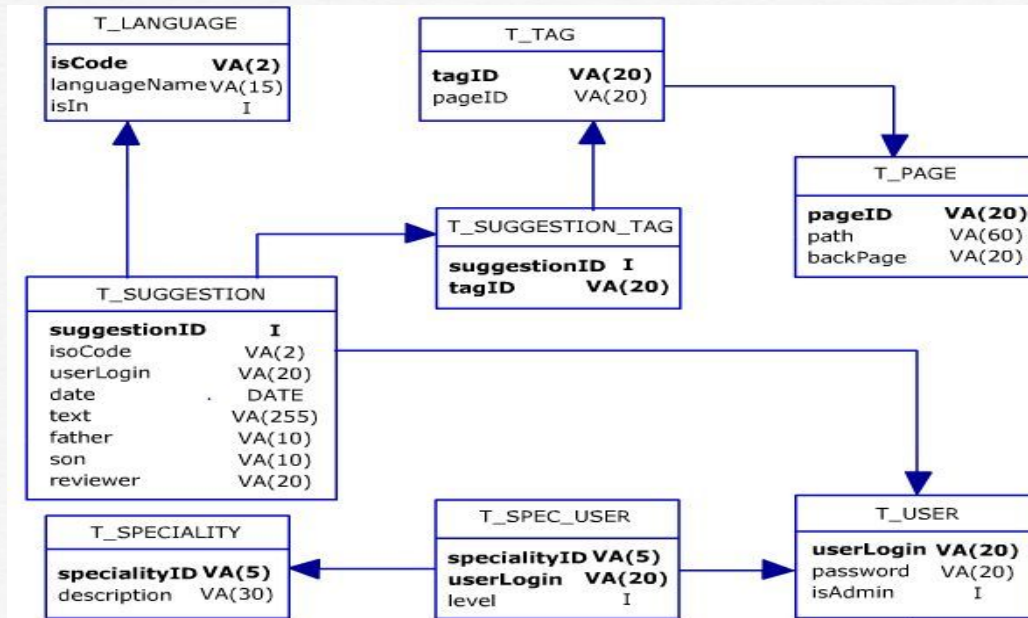 T_LANGUAGE
isCode VA(2)
languageName VA(15)
isIn I
T_TAG
tagID VA(20)
pageID VA(20)
T_PAGE
pageID VA(20)
path VA(60)
backPage VA(20)
T_SUGGESTION_TAG
suggestionID I
tagID VA(20)
T_SUGGESTION
suggestionID I
isoCode VA(2)
userLogin VA(20)
date . DATE
text VA(255)
father VA(10)
son VA(10)
reviewer VA(20)
T_SPECIALITY
specialityID VA(5)
description VA(30)
T_SPEC_USER
specialityID VA(5)
userLogin VA(20)
level I
T_USER
userLogin VA(20)
password VA(20)
isAdmin I